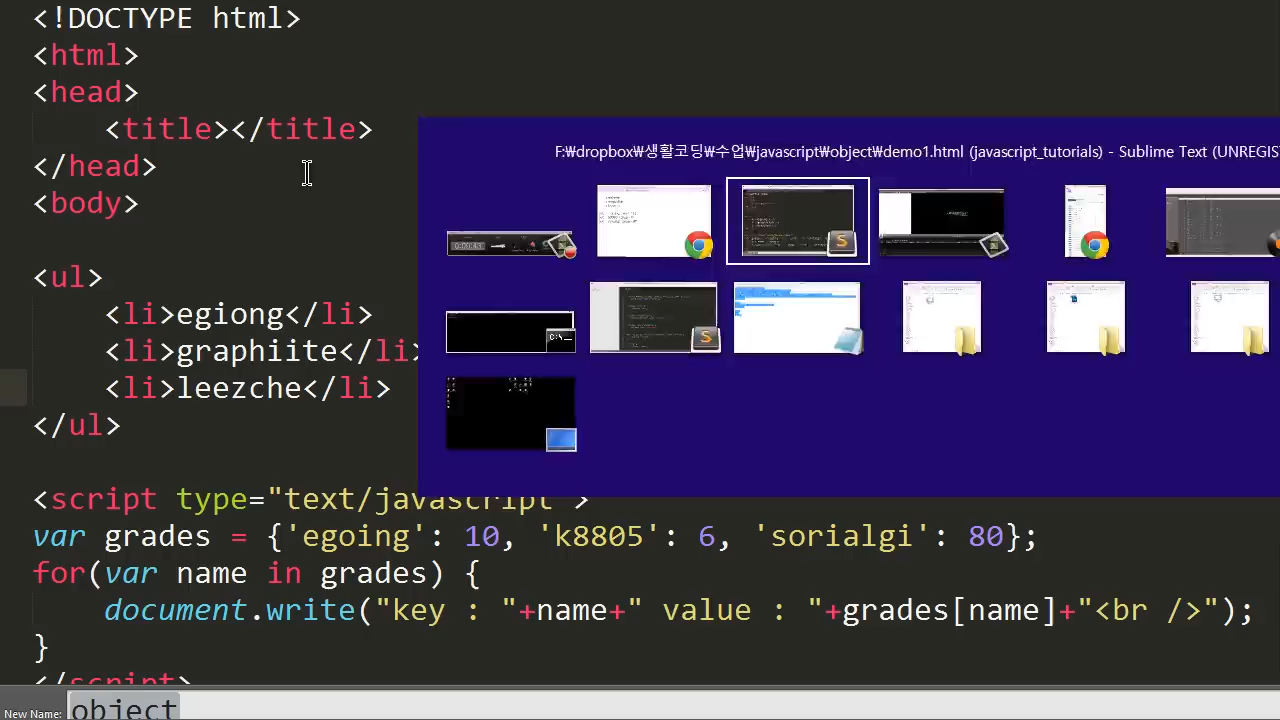 <!DOCTYPE html>
<html>
<head>
<title></title>
</head>
<body>
F:₩dropbox₩생활코딩₩수업₩javascript₩object₩demo1.html (javascript_tutorials) - Sublime Text (UNREGIS
<ul>
<li>egiong</li>
<li>graphiite</li>
<li>leezche</li>
</ul>
<script type="text/javascript">
var grades = {'egoing': 10, 'k8805': 6, 'sorialgi': 80};
for(var name in grades) {
document.write("key : "+name+" value : "+grades[name]+"<br />");
}
</script>
New Name: object